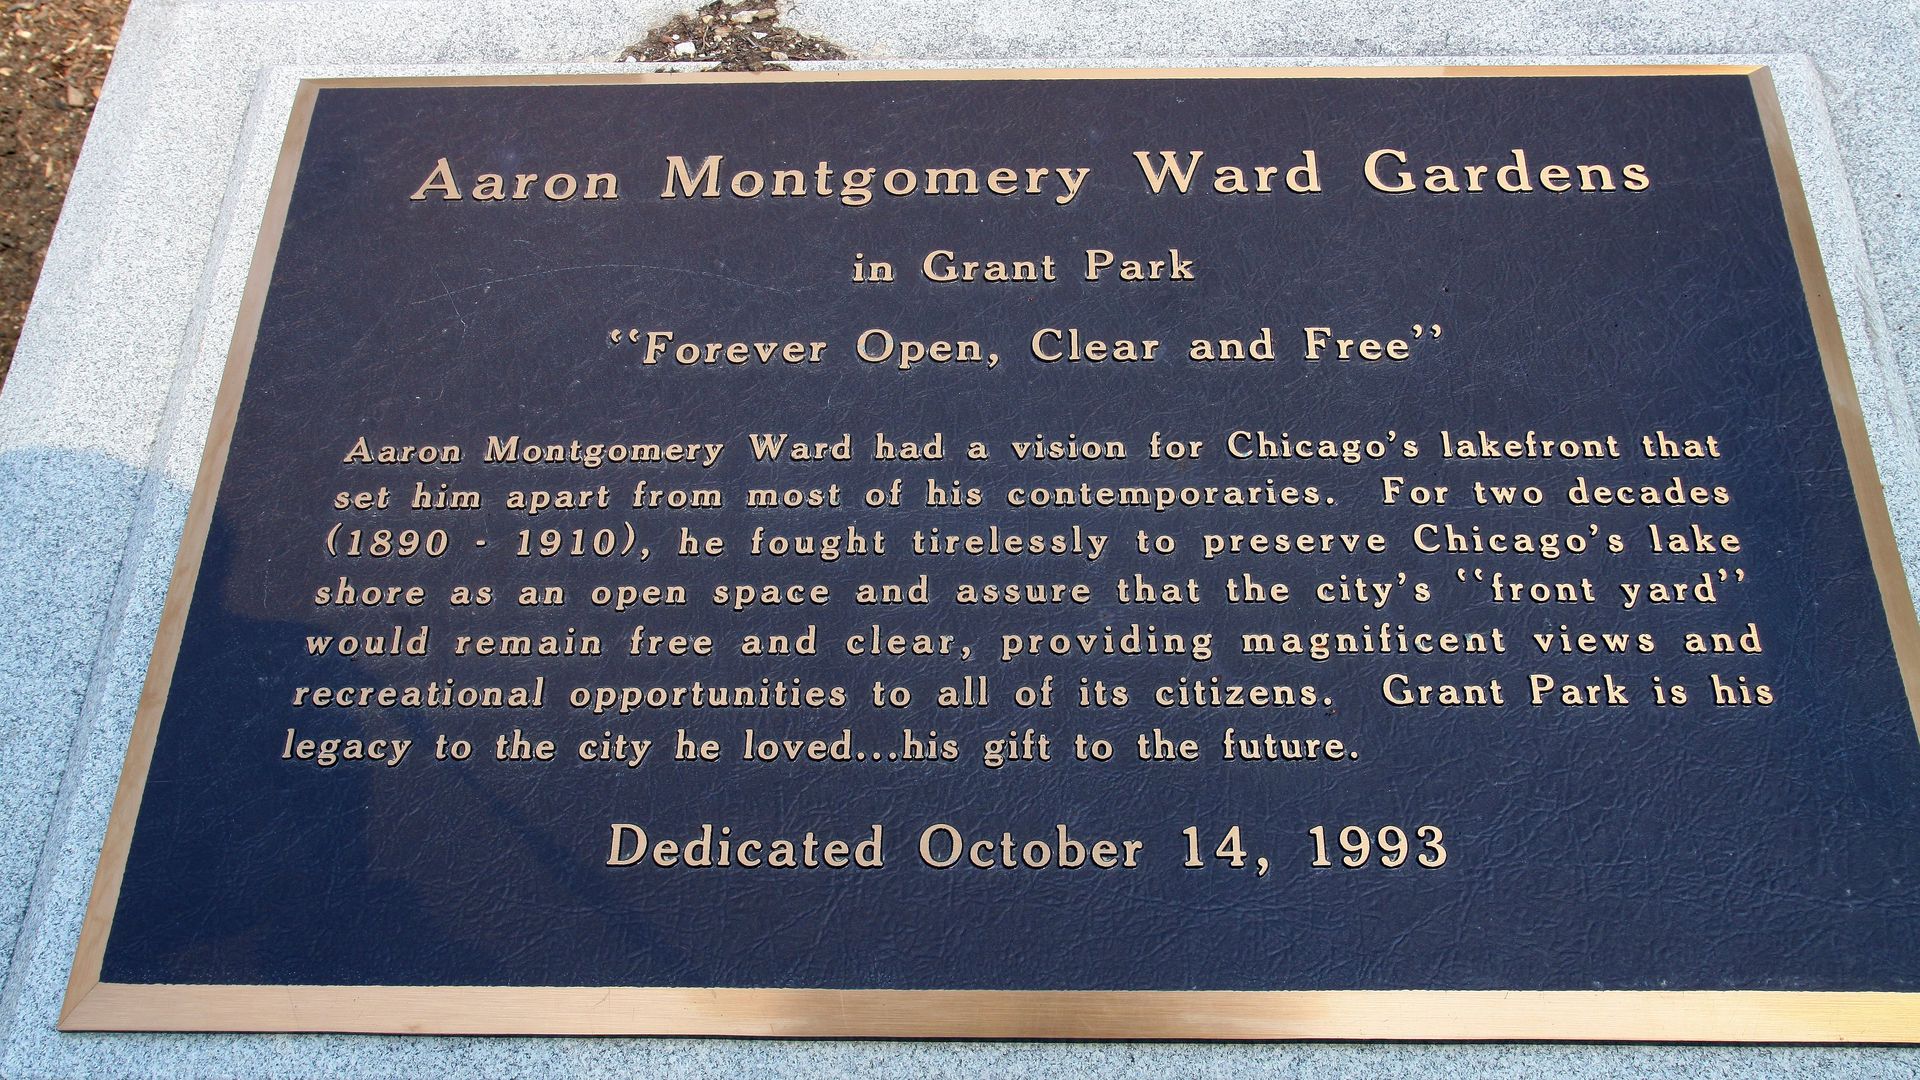 Aaron Montgomery Ward Gardens
in Grant Park
“Forever Open, Clear and Free”
Aaron Montgomery Ward had a vision for Chicago’s lakefront that
set him apart from most of his contemporaries. For two decades
(1890 - 1910), he fought tirelessly to preserve Chicago’s lake
shore as an open space and assure that the city’s “front yard”
would remain free and clear, providing magnificent views and
recreational opportunities to all of its citizens. Grant Park is his
legacy to the city he loved...his gift to the future.
Dedicated October 14, 1993